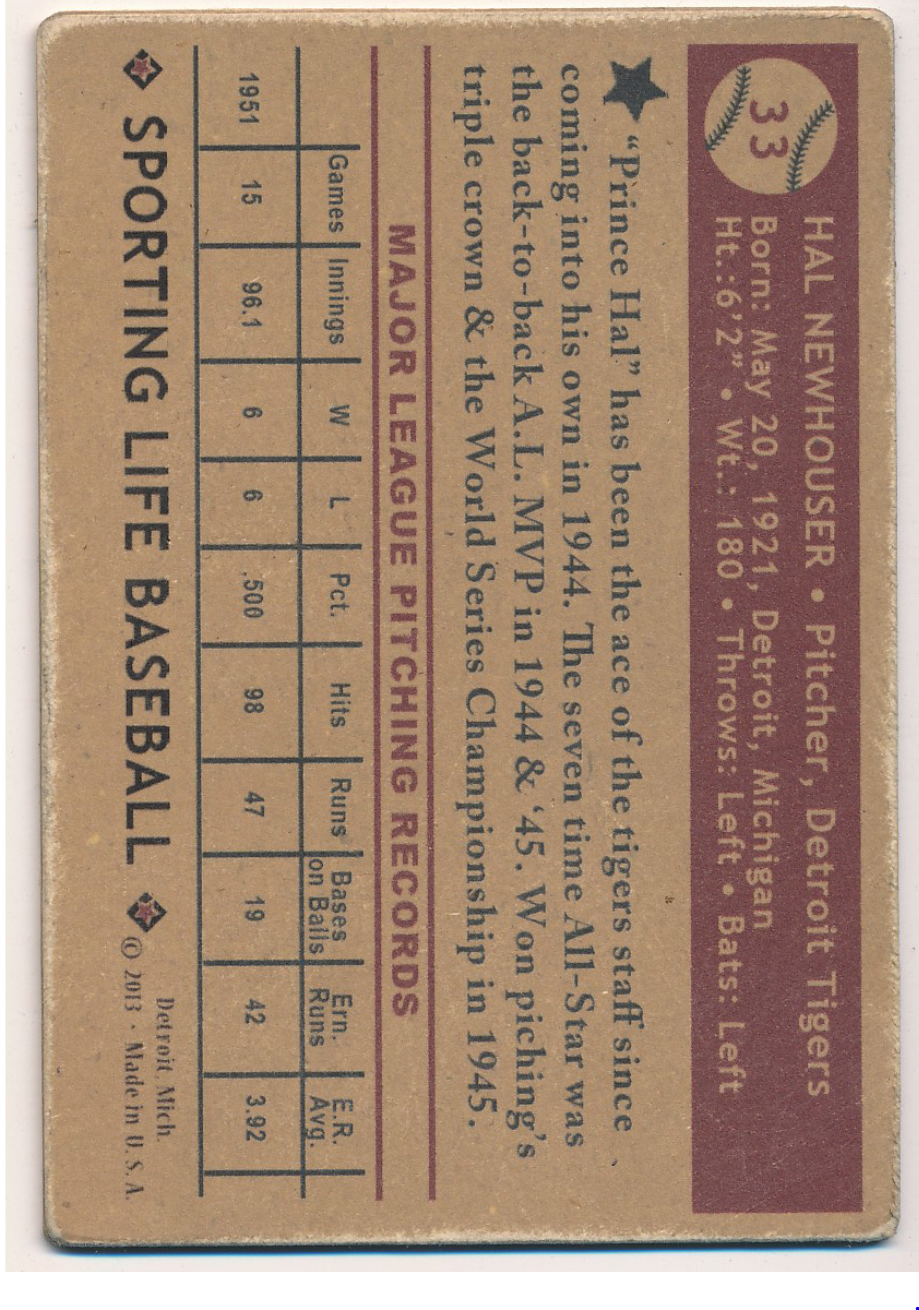 33
HAL NEWHOUSER • Pitcher, Detroit Tigers
Born: May 20, 1921, Detroit, Michigan
Ht.:6’2” • Wt.: 180 • Throws: Left • Bats: Left
“Prince Hal” has been the ace of the tigers staff since
coming into his own in 1944. The seven time All-Star was
the back-to-back A.L. MVP in 1944 & ‘45. Won piching’s
triple crown & the World Series Championship in 1945.
MAJOR LEAGUE PITCHING RECORDS
Games Innings W L Pct. Hits Runs Bases on Balls Ern. Runs E.R. Avg.
1951 15 96.1 6 6 .500 98 47 19 42 3.92
SPORTING LIFE BASEBALL
Detroit, Mich.
© 2013 · Made in U. S. A.